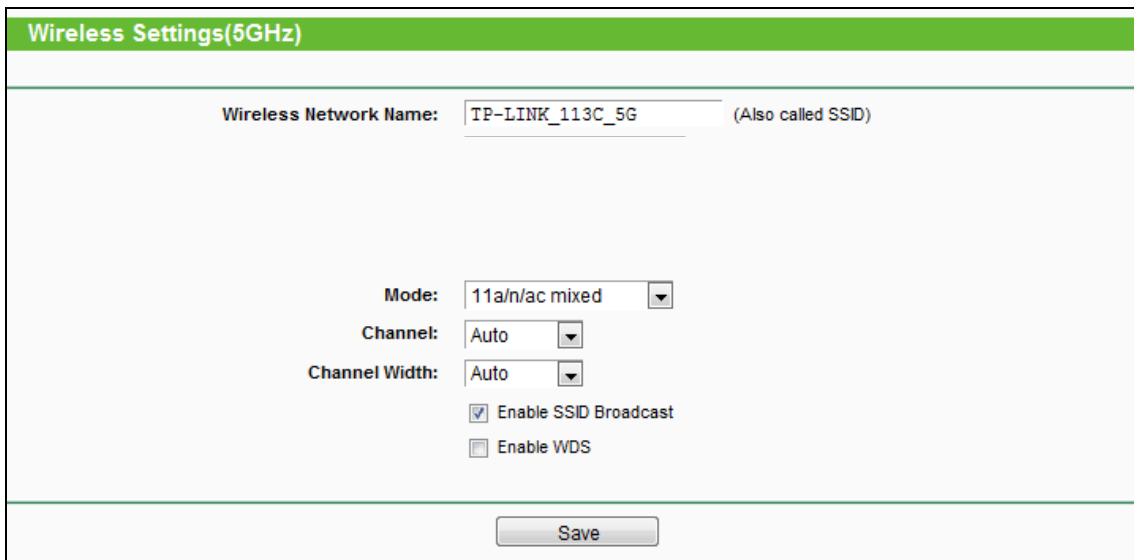 Wireless Settings(5GHz)
Wireless Network Name: TP-LINK_113C_5G (Also called SSID)
Mode: 11a/n/ac mixed
Channel: Auto
Channel Width: Auto
Enable SSID Broadcast
Enable WDS
Save